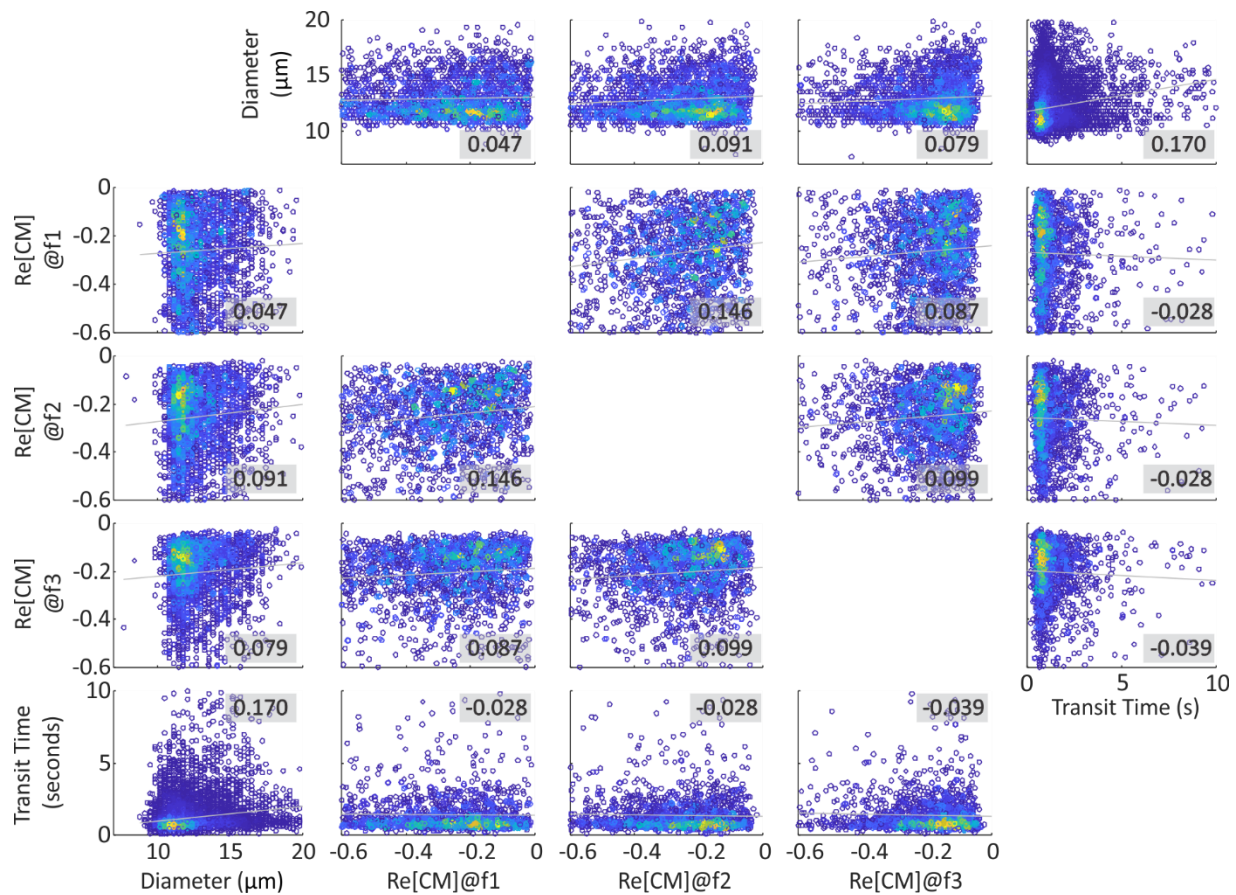 20
Diameter
(µm)
15
10
0.047
0.091
0.079
0.170
0
Re[CM]
@f1
-0.2
-0.4
-0.6
0.047
0.146
0.087
-0.028
0
Re[CM]
@f2
-0.2
-0.4
-0.6
0.091
0.146
0.099
-0.028
0
Re[CM]
@f3
-0.2
-0.4
-0.6
0.079
0.087
0.099
-0.039
0 5 10
Transit Time (s)
10
Transit Time
(seconds)
5
0
0.170
-0.028
-0.028
-0.039
10 15 20
-0.6 -0.4 -0.2 0
-0.6 -0.4 -0.2 0
-0.6 -0.4 -0.2 0
Diameter (µm)
Re[CM]@f1
Re[CM]@f2
Re[CM]@f3